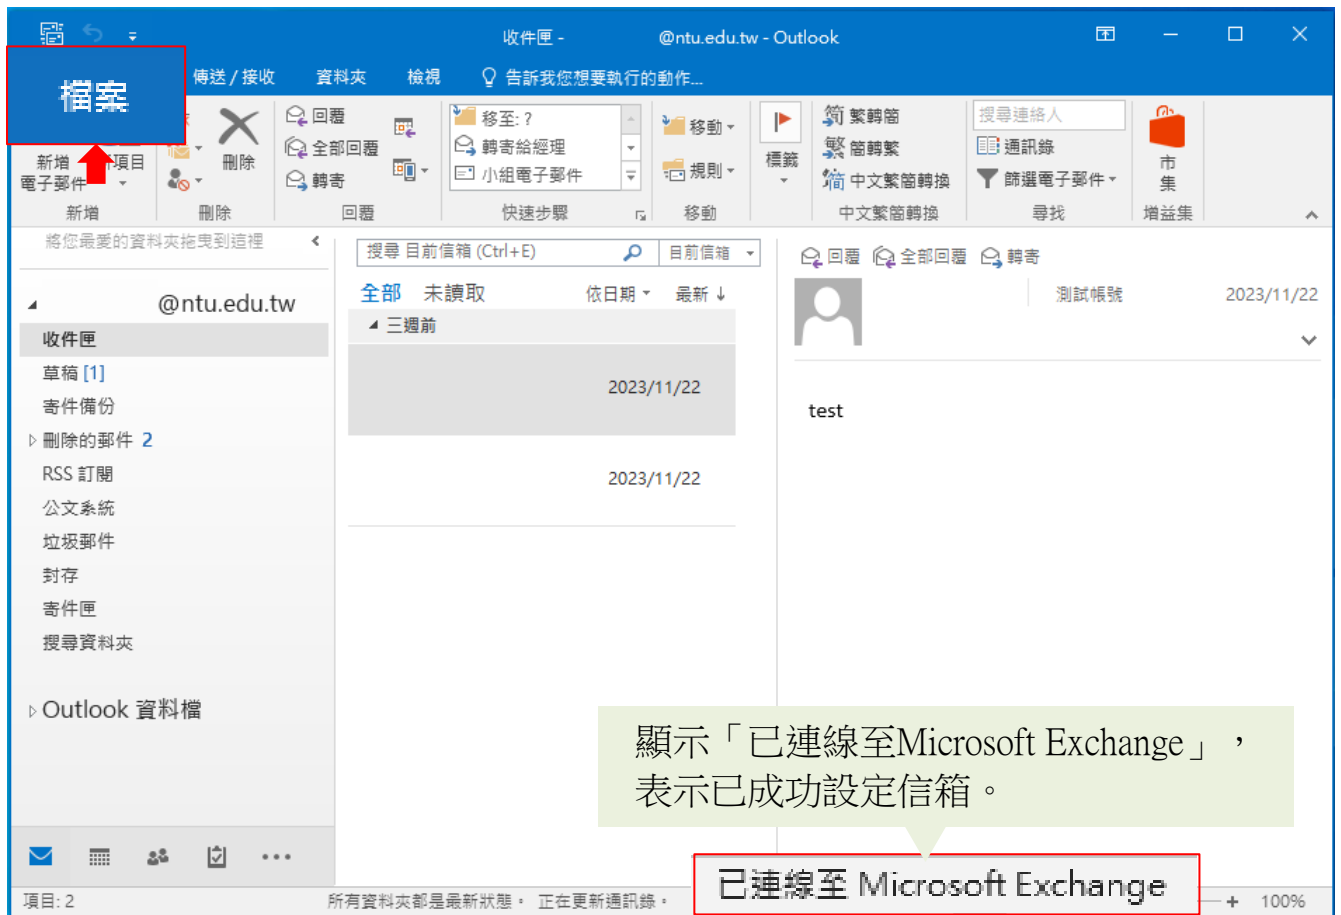 收件匣 - @ntu.edu.tw - Outlook
檔案
傳送 / 接收 資料夾 檢視 告訴我您想要執行的動作...
新增
電子郵件
項目
刪除
回覆
全部回覆
轉寄
移至: ?
轉寄給經理
小組電子郵件
移動
規則
標籤
繁轉簡
簡轉繁
中文繁簡轉換
搜尋連絡人
通訊錄
篩選電子郵件
市
集
新增 刪除 回覆 快速步驟 移動 中文繁簡轉換 尋找 增益集
將您最愛的資料夾拖曳到這裡
@ntu.edu.tw
收件匣
草稿 [1]
寄件備份
刪除的郵件 2
RSS 訂閱
公文系統
垃圾郵件
封存
寄件匣
搜尋資料夾
Outlook 資料檔
搜尋 目前信箱 (Ctrl+E) 目前信箱
全部 未讀取 依日期 最新 ↓
三週前
2023/11/22
2023/11/22
回覆 全部回覆 轉寄
測試帳號 2023/11/22
test
顯示「已連線至Microsoft Exchange」，
表示已成功設定信箱。
項目: 2 所有資料夾都是最新狀態。 正在更新通訊錄。 已連線至 Microsoft Exchange + 100%